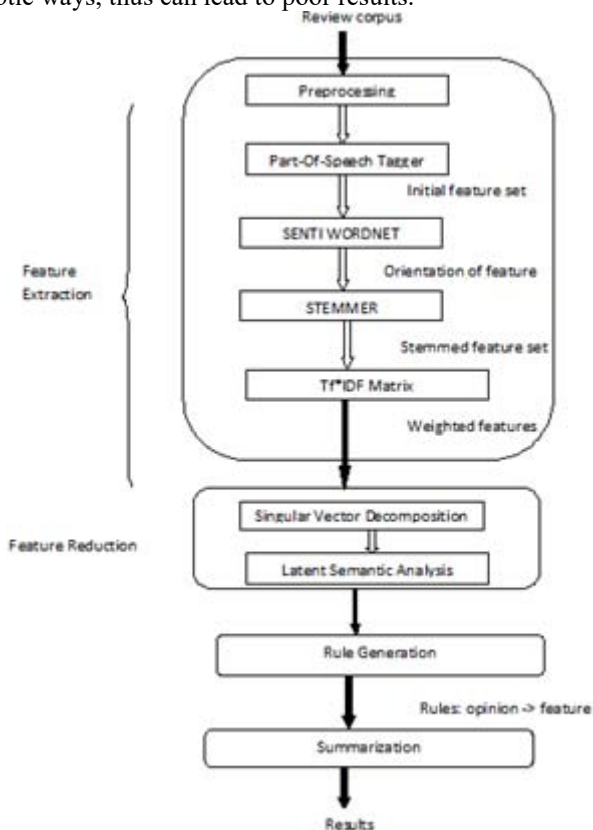 otic ways, thus can lead to poor results.
Review corpus
Preprocessing
Part-Of-Speech Tagger
Initial feature set
SENTI WORDNET
Orientation of feature
Feature
Extraction
STEMMER
Stemmed feature set
Tf*IDF Matrix
Weighted features
Singular Vector Decomposition
Feature Reduction
Latent Semantic Analysis
Rule Generation
Rules: opinion -> feature
Summarization
Results